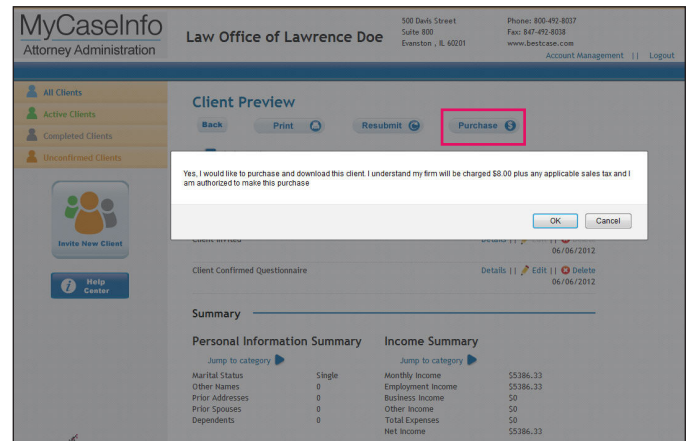 MyCaseInfo
Attorney Administration
Law Office of Lawrence Doe
500 Davis Street
Suite 800
Evanston , IL 60201
Phone: 800-492-8037
Fax: 847-492-8038
www.bestcase.com
Account Management || Logout
All Clients
Active Clients
Completed Clients
Unconfirmed Clients
Invite New Client
Help
Center
Client Preview
Back Print Resubmit Purchase
Yes, I would like to purchase and download this client. I understand my firm will be charged $8.00 plus any applicable sales tax and I
am authorized to make this purchase
OK Cancel
Client Invited Details ||
06/06/2012
Client Confirmed Questionnaire Details || Edit || Delete
06/06/2012
Summary
Personal Information Summary
Jump to category
Marital Status Single
Other Names 0
Prior Addresses 0
Prior Spouses 0
Dependents 0
Income Summary
Jump to category
Monthly Income $5386.33
Employment Income $5386.33
Business Income $0
Other Income $0
Total Expenses $0
Net Income $5386.33